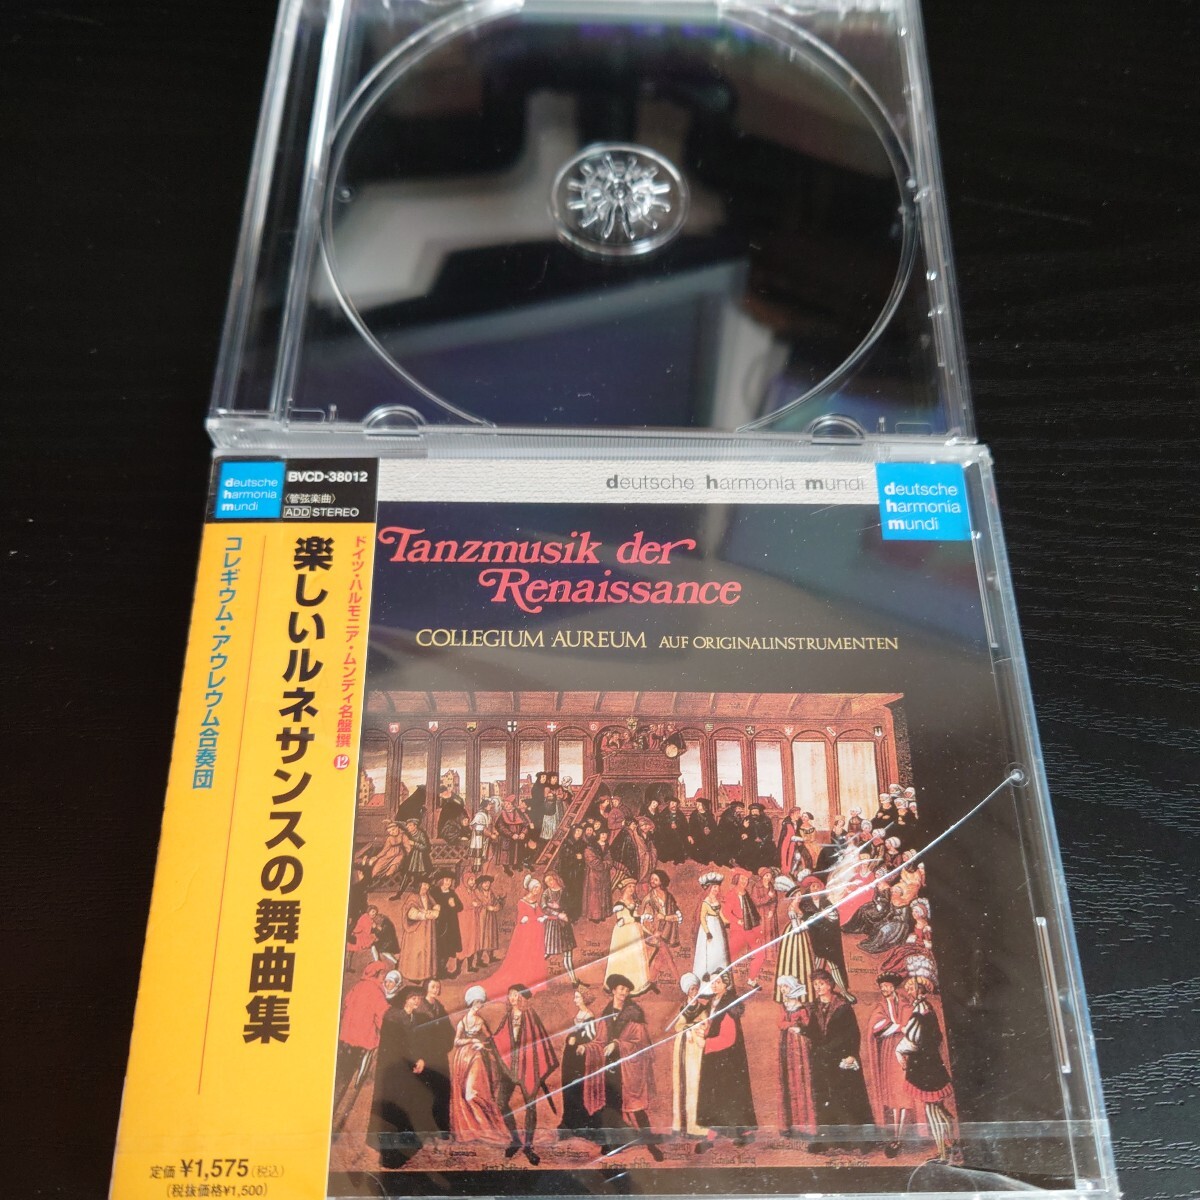 deutsche
harmonia
mundi
BVCD-38012
〈管弦楽曲〉
ADD STEREO
ドイツ・ハルモニア・ムンディ名盤撰 12
楽しいルネサンスの舞曲集
コレギウム・アウレウム合奏団
定価 ¥1,575(税込)
(税抜価格¥1,500)
deutsche harmonia mundi
deutsche
harmonia
mundi
Tanzmusik der
Renaissance
COLLEGIUM AUREUM AUF ORIGINALINSTRUMENTEN